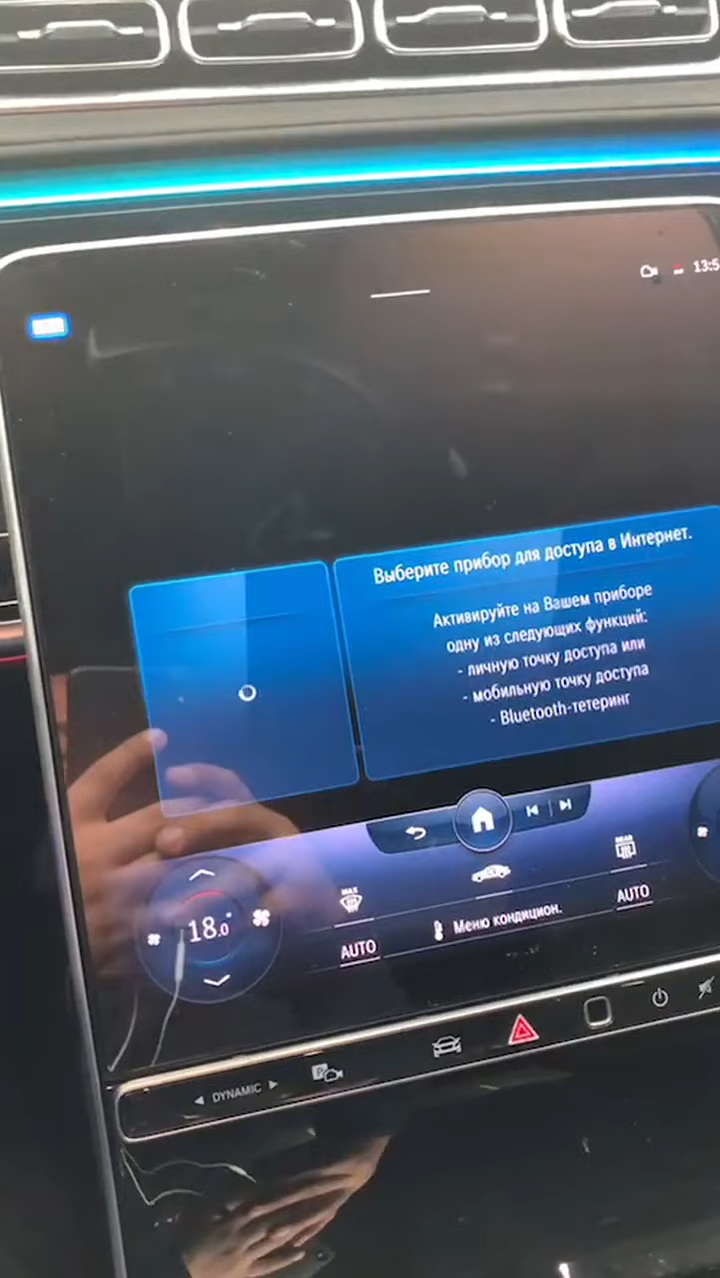 13:5
Выберите прибор для доступа в Интернет.
Активируйте на Вашем приборе
одну из следующих функций:
- личную точку доступа или
- мобильную точку доступа
- Bluetooth-тетеринг
MAX
REAR
18.0°
AUTO
Меню кондицион.
AUTO
DYNAMIC
P